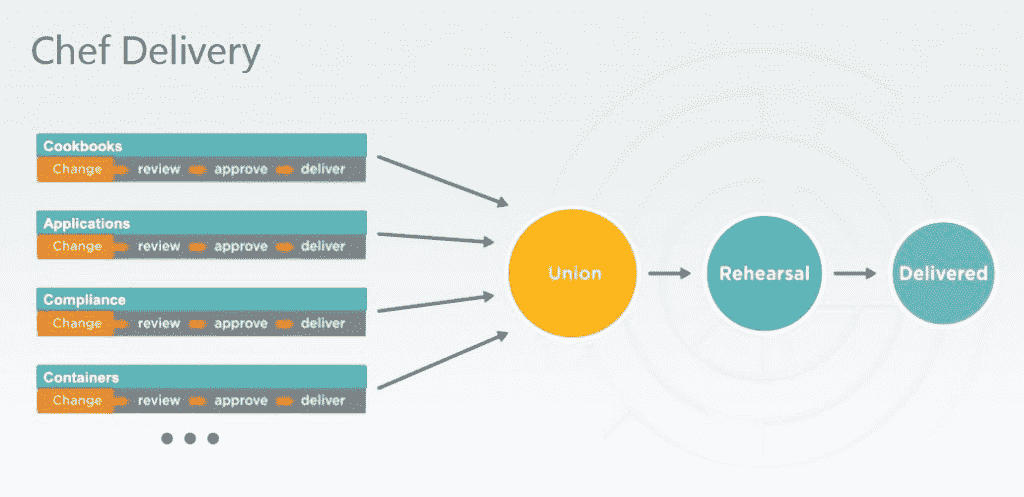 Chef Delivery
Cookbooks
Change review approve deliver
Applications
Change review approve deliver
Compliance
Change review approve deliver
Containers
Change review approve deliver
Union
Rehearsal
Delivered